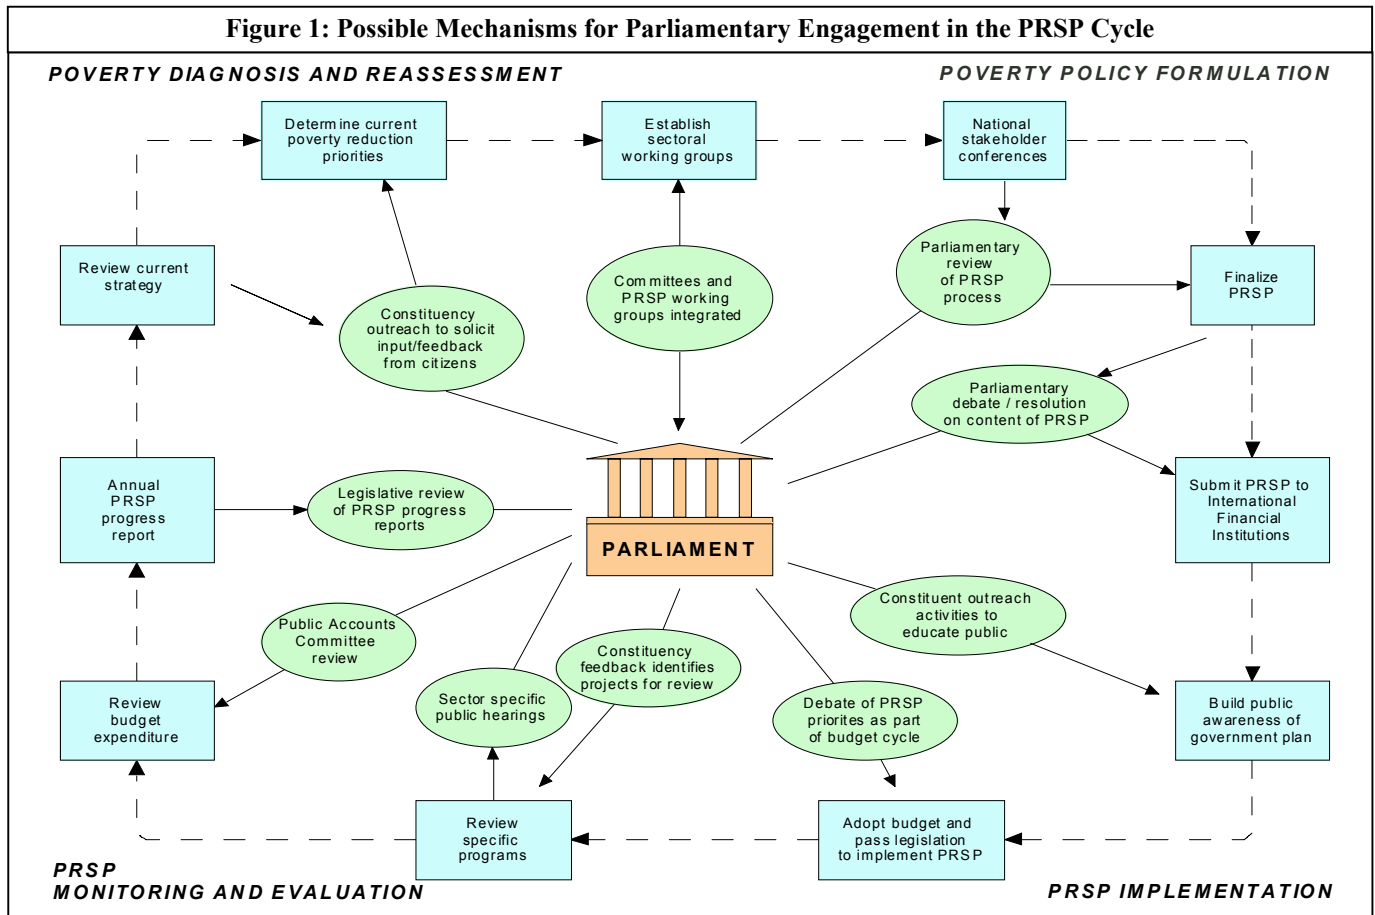 Figure 1: Possible Mechanisms for Parliamentary Engagement in the PRSP Cycle
POVERTY DIAGNOSIS AND REASSESSMENT
POVERTY POLICY FORMULATION
Determine current
poverty reduction
priorities
Establish
sectoral
working groups
National
stakeholder
conferences
Review current
strategy
Constituency
outreach to solicit
input/feedback
from citizens
Committees and
PRSP working
groups integrated
Parliamentary
review
of PRSP
process
Finalize
PRSP
Parliamentary
debate / resolution
on content of PRSP
Annual
PRSP
progress
report
Legislative review
of PRSP progress
reports
PARLIAMENT
Submit PRSP to
International
Financial
Institutions
Public Accounts
Committee
review
Constituency
feedback identifies
projects for review
Constituent outreach
activities to
educate public
Review
budget
expenditure
Sector specific
public hearings
Debate of PRSP
priorites as part
of budget cycle
Build public
awareness of
government plan
Review
specific
programs
Adopt budget and
pass legislation
to implement PRSP
PRSP
MONITORING AND EVALUATION
PRSP IMPLEMENTATION